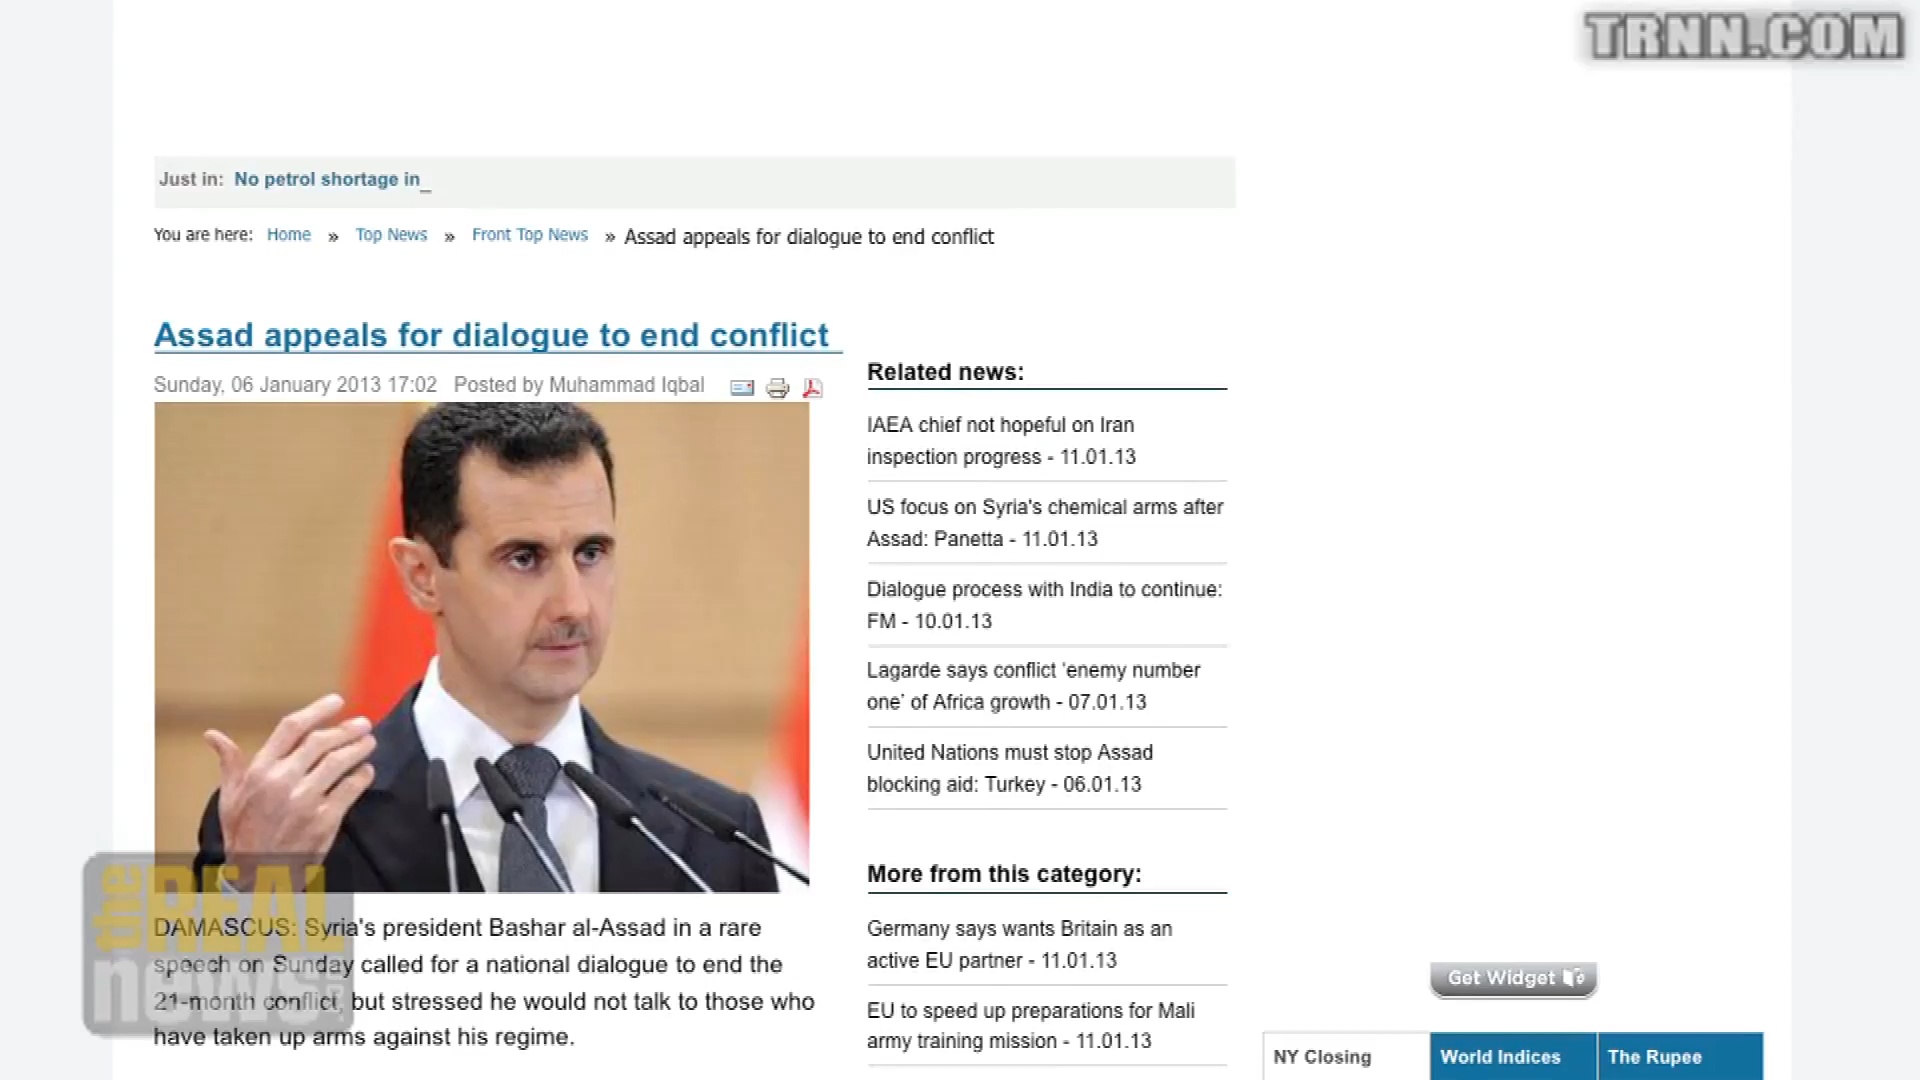 TRNN.COM
Just in: No petrol shortage in_
You are here: Home » Top News » Front Top News » Assad appeals for dialogue to end conflict
Assad appeals for dialogue to end conflict
Sunday, 06 January 2013 17:02 Posted by Muhammad Iqbal
DAMASCUS: Syria's president Bashar al-Assad in a rare
speech on Sunday called for a national dialogue to end the
21-month conflict, but stressed he would not talk to those who
have taken up arms against his regime.
the REAL
news
Related news:
IAEA chief not hopeful on Iran
inspection progress - 11.01.13
US focus on Syria's chemical arms after
Assad: Panetta - 11.01.13
Dialogue process with India to continue:
FM - 10.01.13
Lagarde says conflict ‘enemy number
one’ of Africa growth - 07.01.13
United Nations must stop Assad
blocking aid: Turkey - 06.01.13
More from this category:
Germany says wants Britain as an
active EU partner - 11.01.13
EU to speed up preparations for Mali
army training mission - 11.01.13
Get Widget
NY Closing World Indices The Rupee